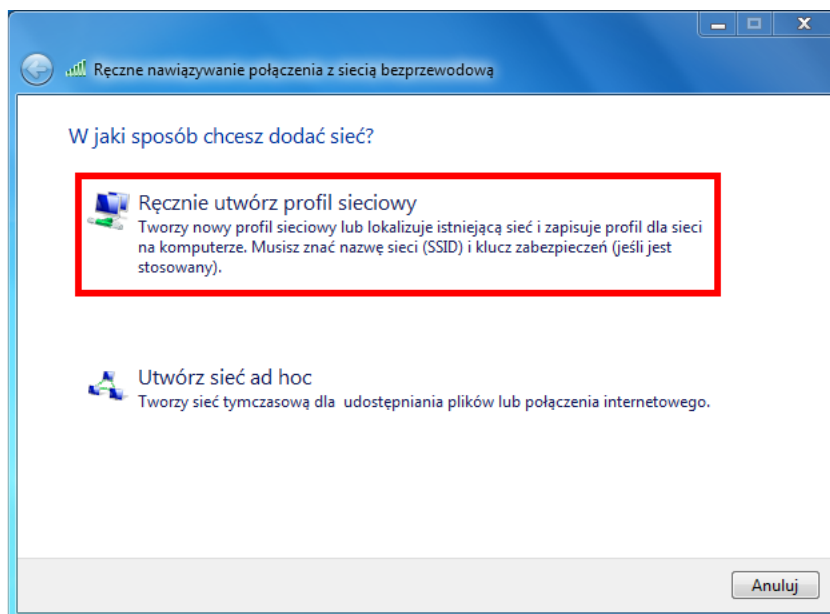 Ręczne nawiązywanie połączenia z siecią bezprzewodową
W jaki sposób chcesz dodać sieć?
Ręcznie utwórz profil sieciowy
Tworzy nowy profil sieciowy lub lokalizuje istniejącą sieć i zapisuje profil dla sieci
na komputerze. Musisz znać nazwę sieci (SSID) i klucz zabezpieczeń (jeśli jest
stosowany).
Utwórz sieć ad hoc
Tworzy sieć tymczasową dla udostępniania plików lub połączenia internetowego.
Anuluj